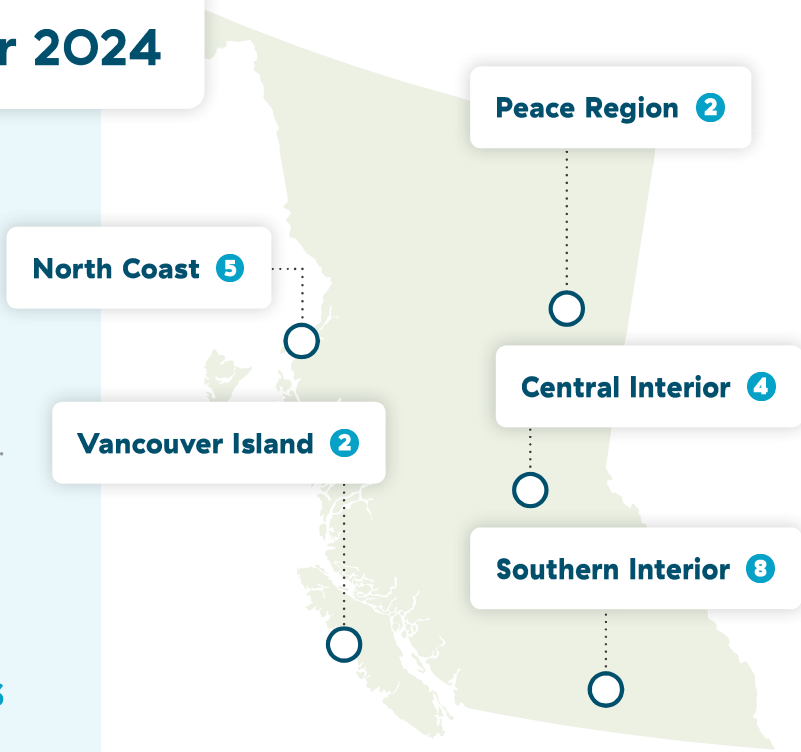 r 2024
Peace Region 2
North Coast 5
Central Interior 4
Vancouver Island 2
Southern Interior 8
s